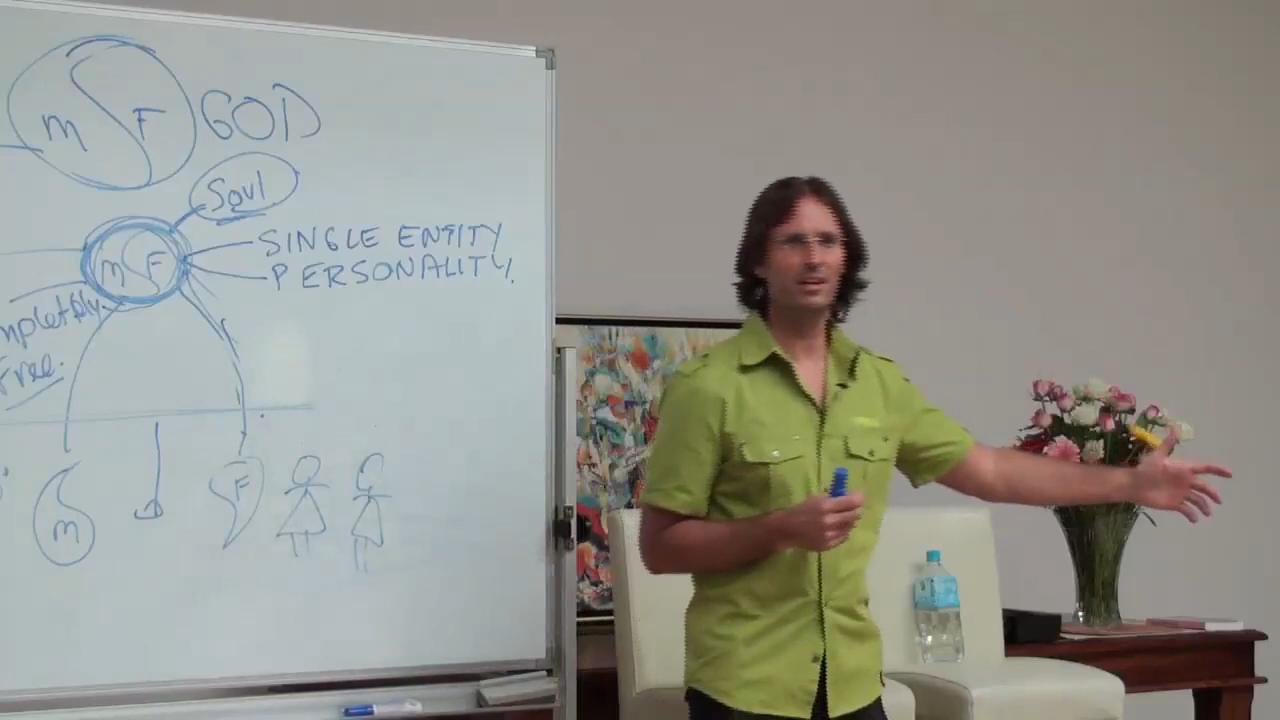 m F GOD
Soul
m F SINGLE ENTITY
PERSONALITY.
Free.
m F